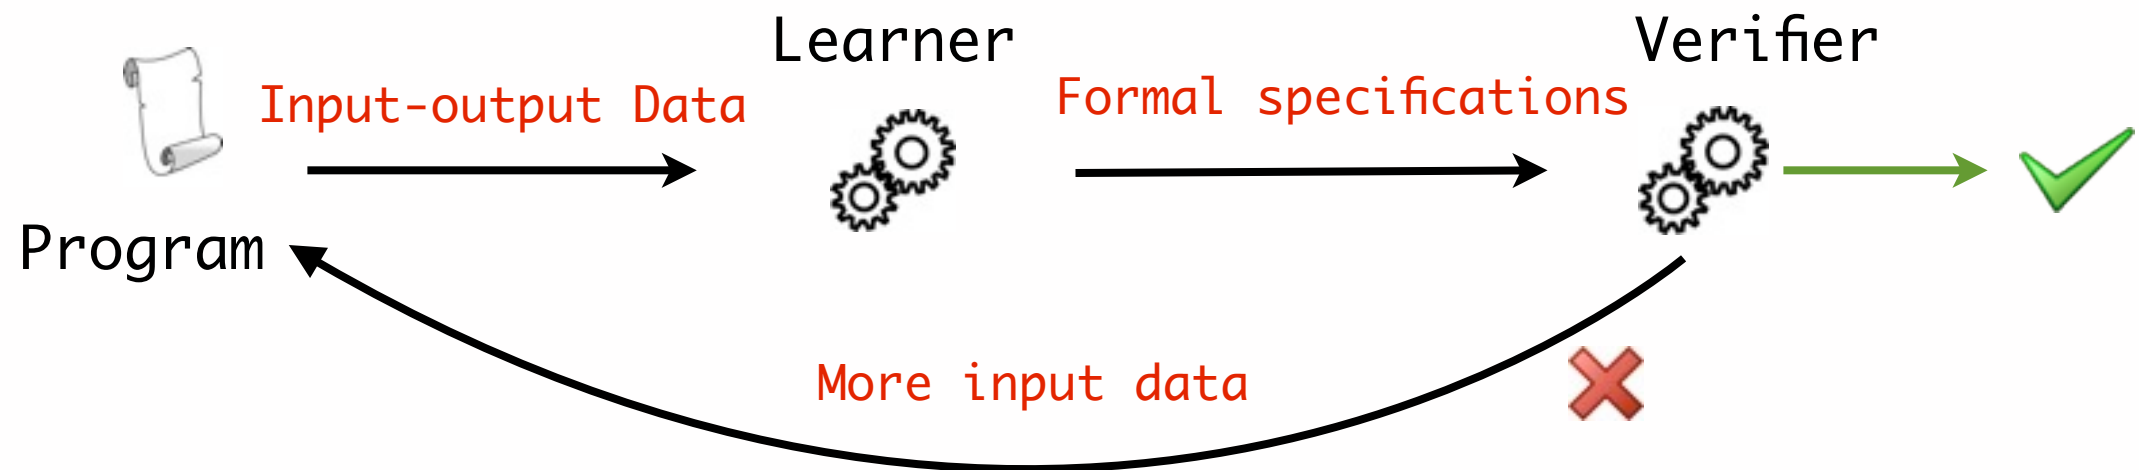 Learner
Verifier
Input-output Data
Formal specifications
Program
More input data